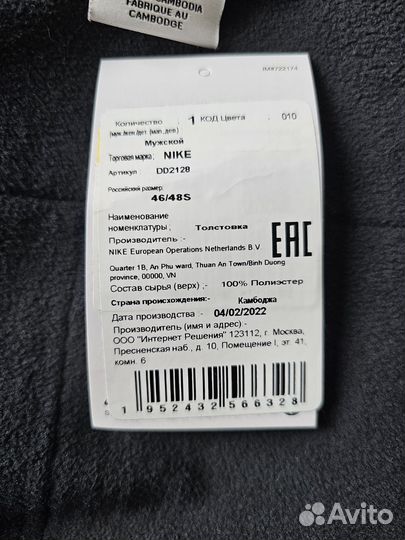 CAMBODIA
FABRIQUE AU
CAMBODGE
IM#722174
Количество 1 КОД Цвета 010
Мужской
Торговая марка; NIKE
Артикул DD2128
Российский размер:
46/48S
Наименование
номенклатуры; Толстовка
Производитель :-
NIKE European Operations Netherlands B.V
EAC
Quarter 1B, An Phu ward, Thuan An Town/Binh Duong
province, 00000, VN
Состав сырья (верх) ,- 100% Полиэстер
Страна происхождения:- Камбоджа
Дата производства :- 04/02/2022
Производитель (имя и адрес) -
ООО "Интернет Решения" 123112, г. Москва,
Пресненская наб., д. 10, Помещение I, эт. 41,
комн. 6
1 952432 566328
Avito